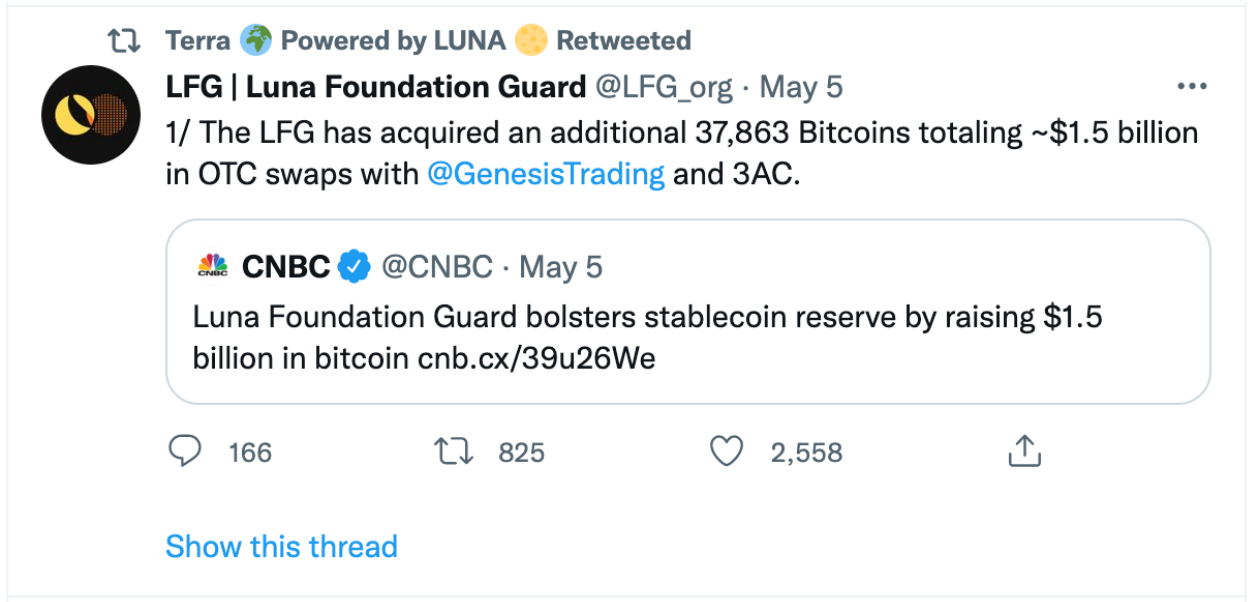 Terra 🌍 Powered by LUNA 🌕 Retweeted
LFG | Luna Foundation Guard @LFG_org · May 5
1/ The LFG has acquired an additional 37,863 Bitcoins totaling ~$1.5 billion
in OTC swaps with @GenesisTrading and 3AC.
CNBC
CNBC @CNBC · May 5
Luna Foundation Guard bolsters stablecoin reserve by raising $1.5
billion in bitcoin cnb.cx/39u26We
166 825 2,558
Show this thread